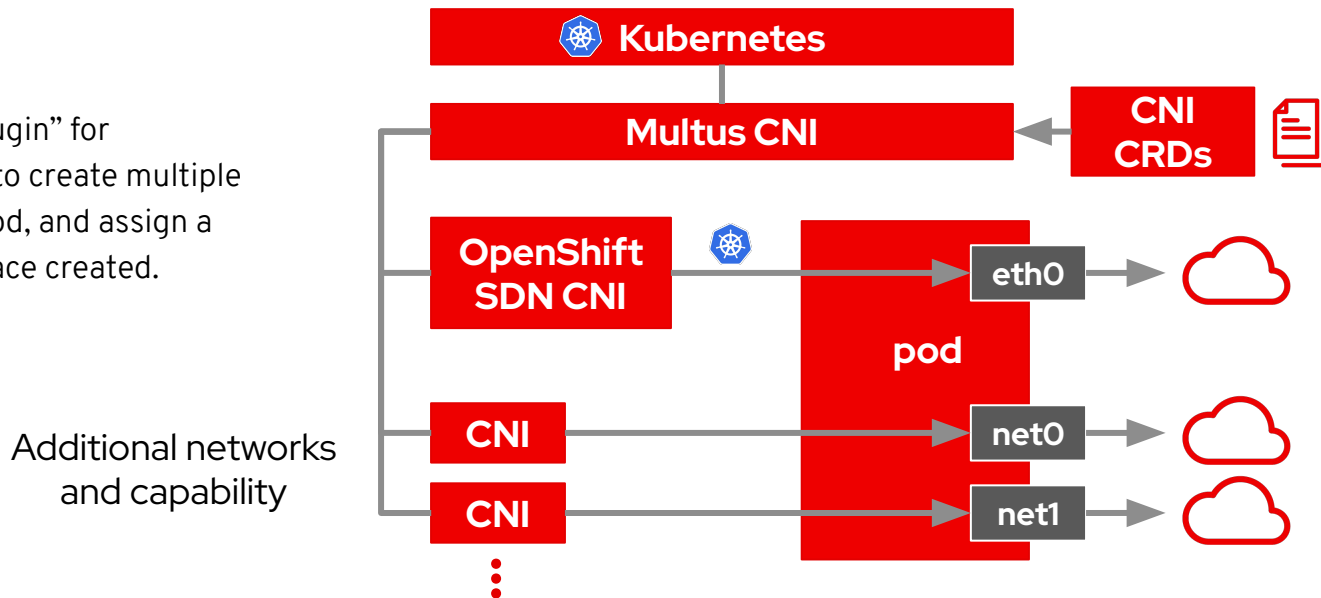 Kubernetes
Multus CNI
CNI
CRDs
ugin” for
to create multiple
od, and assign a
ace created.
OpenShift
SDN CNI
eth0
pod
Additional networks
and capability
CNI
net0
CNI
net1